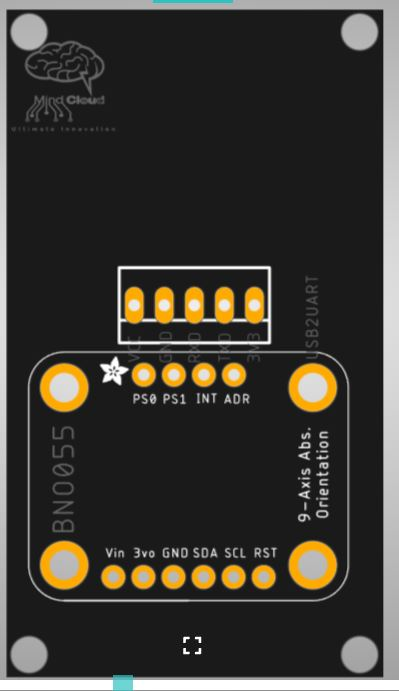 Mind Cloud
Ultimate Innovation
USB2UART
VCC
GND
RXD
TXD
3V3
PS0 PS1 INT ADR
BNO055
9-Axis Abs.
Orientation
Vin 3vo GND SDA SCL RST